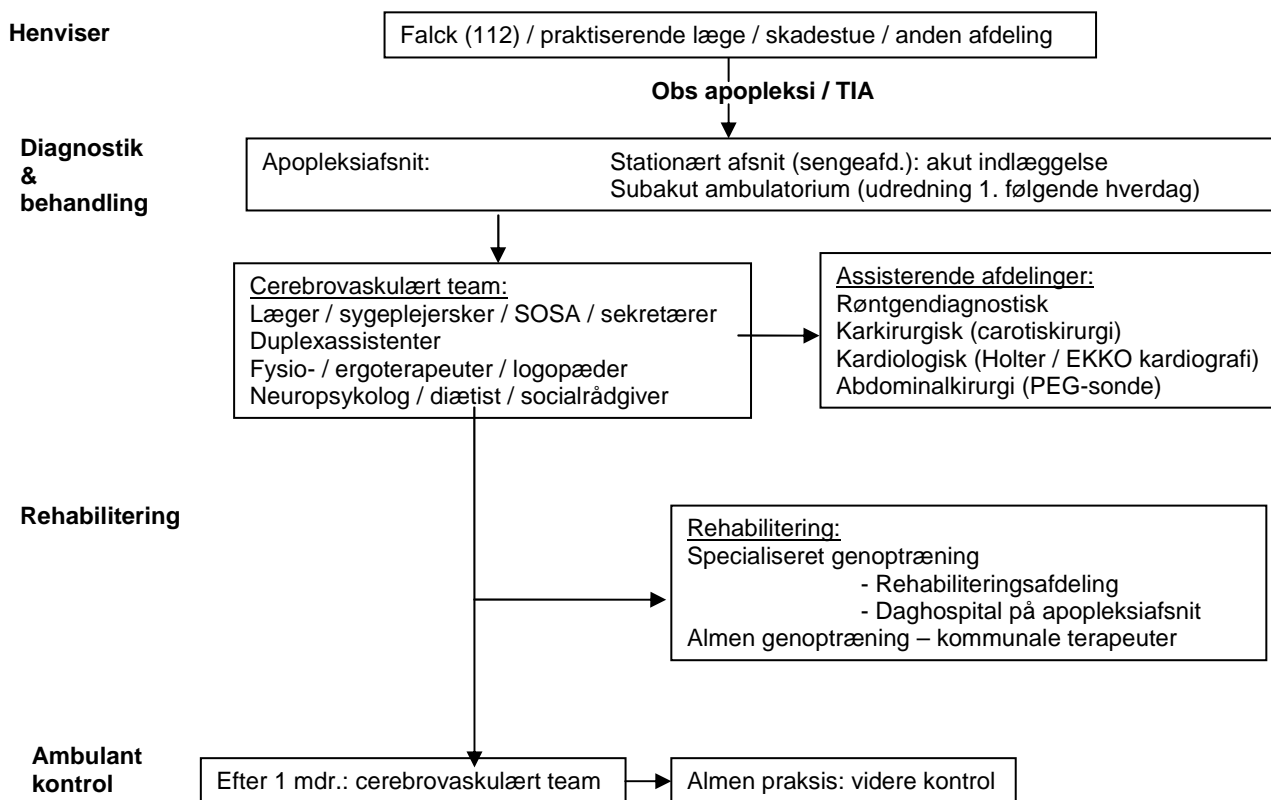 Henviser
Falck (112) / praktiserende læge / skadestue / anden afdeling
Obs apopleksi / TIA
Diagnostik
&
behandling
Apopleksiafsnit: Stationært afsnit (sengeafd.): akut indlæggelse
Subakut ambulatorium (udredning 1. følgende hverdag)
Cerebrovaskulært team:
Læger / sygeplejersker / SOSA / sekretærer
Duplexassistenter
Fysio- / ergoterapeuter / logopæder
Neuropsykolog / diætist / socialrådgiver
Assisterende afdelinger:
Røntgendiagnostisk
Karkirurgisk (carotiskirurgi)
Kardiologisk (Holter / EKKO kardiografi)
Abdominalkirurgi (PEG-sonde)
Rehabilitering
Rehabilitering:
Specialiseret genoptræning
- Rehabiliteringsafdeling
- Daghospital på apopleksiafsnit
Almen genoptræning – kommunale terapeuter
Ambulant
kontrol
Efter 1 mdr.: cerebrovaskulært team
Almen praksis: videre kontrol